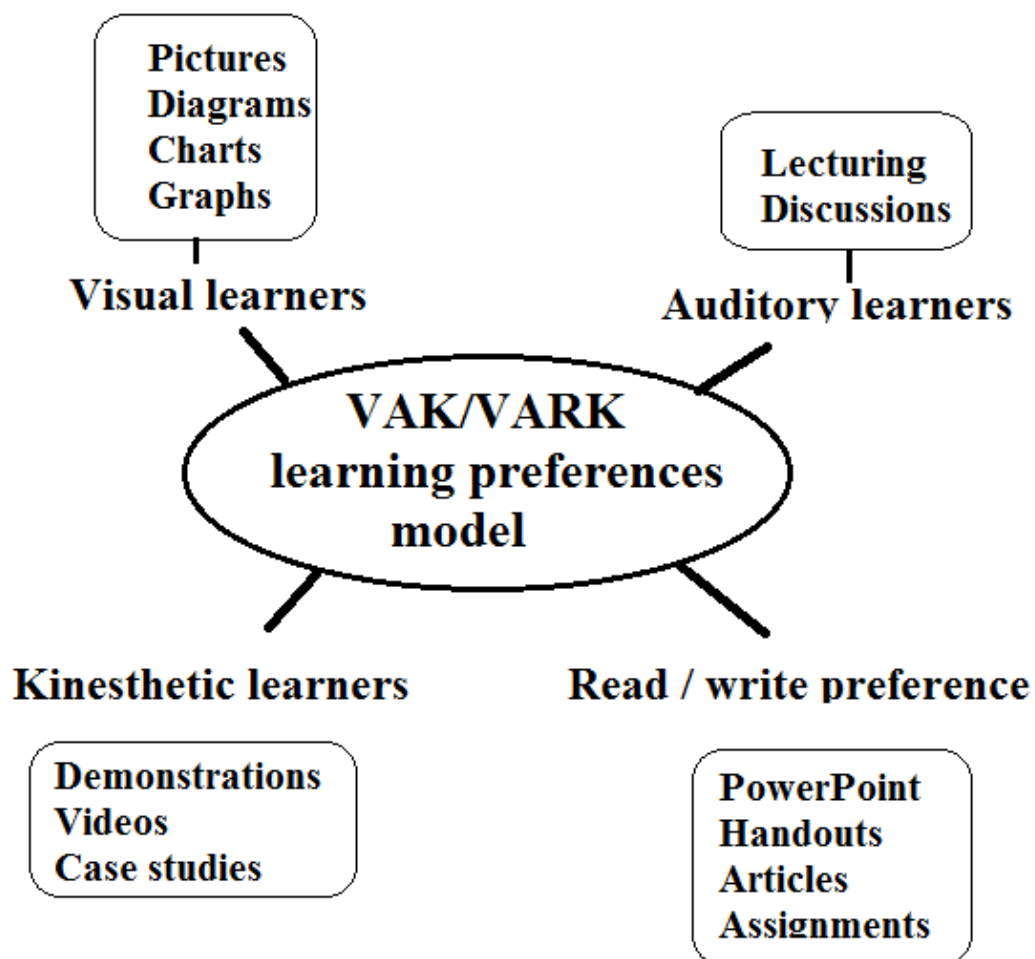 Pictures
Diagrams
Charts
Graphs
Visual learners
Lecturing
Discussions
Auditory learners
VAK/VARK
learning preferences
model
Kinesthetic learners
Demonstrations
Videos
Case studies
Read / write preference
PowerPoint
Handouts
Articles
Assignments